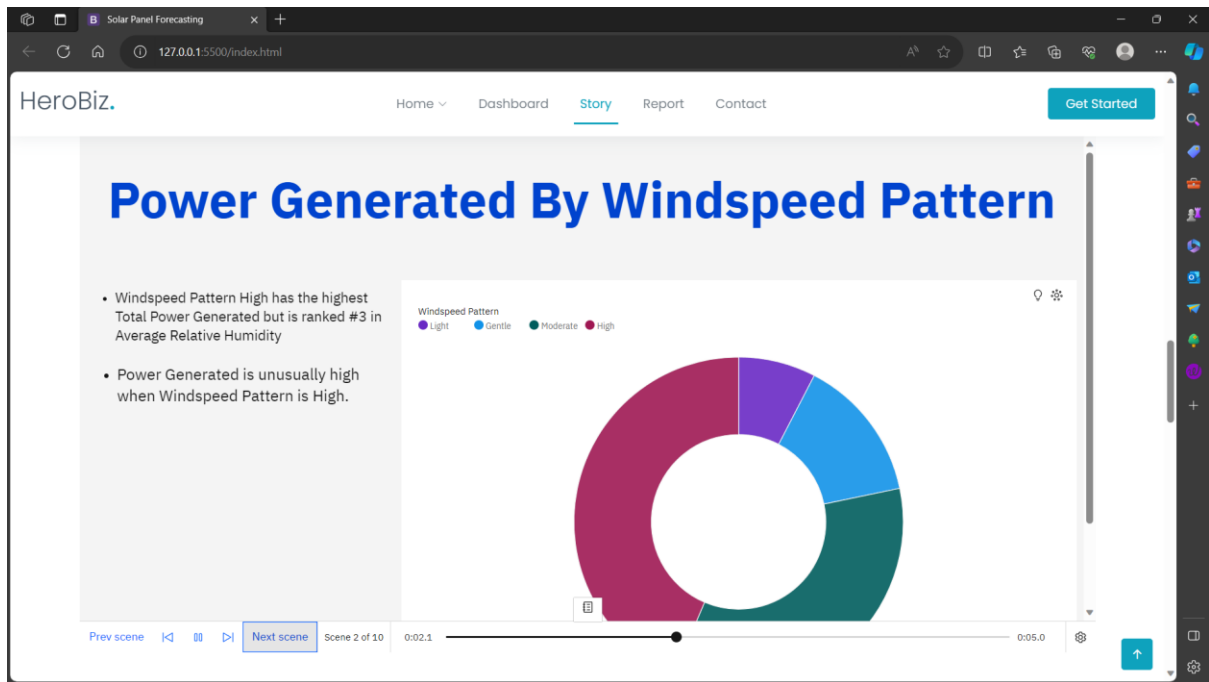 Solar Panel Forecasting
127.0.0.1:5500/index.html
HeroBiz.
Home Dashboard Story Report Contact
Get Started
Power Generated By Windspeed Pattern
• Windspeed Pattern High has the highest
Total Power Generated but is ranked #3 in
Average Relative Humidity
• Power Generated is unusually high
when Windspeed Pattern is High.
Windspeed Pattern
Light Gentle Moderate High
Prev scene Next scene Scene 2 of 10 0:02.1 0:05.0